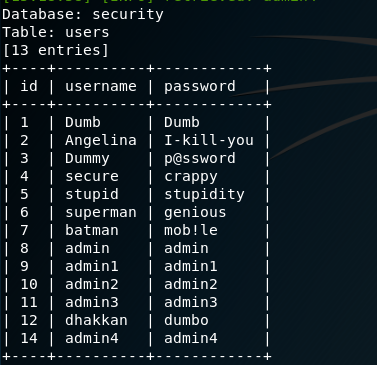 Database: security
Table: users
[13 entries]
+----+----------+------------+
| id | username | password   |
+----+----------+------------+
| 1  | Dumb     | Dumb       |
| 2  | Angelina | I-kill-you |
| 3  | Dummy    | p@ssword   |
| 4  | secure   | crappy     |
| 5  | stupid   | stupidity  |
| 6  | superman | genious    |
| 7  | batman   | mob!le     |
| 8  | admin    | admin      |
| 9  | admin1   | admin1     |
| 10 | admin2   | admin2     |
| 11 | admin3   | admin3     |
| 12 | dhakkan  | dumbo      |
| 14 | admin4   | admin4     |
+----+----------+------------+